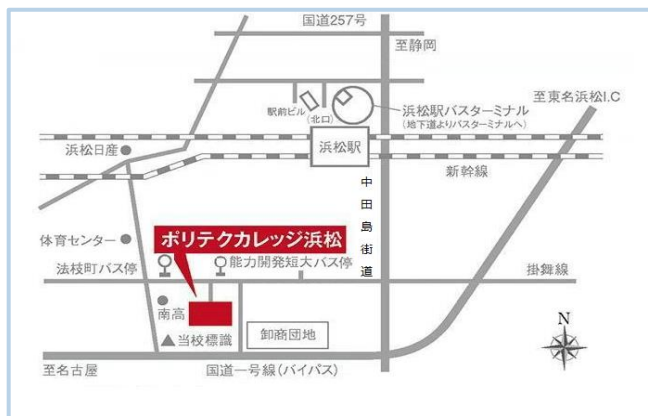 国道257号
至静岡
至東名浜松I.C
駅前ビル
(北口)
浜松駅バスターミナル
(地下道よりバスターミナルへ)
浜松日産
浜松駅
新幹線
中田島街道
体育センター
ポリテクカレッジ浜松
法枝町バス停
能力開発短大バス停
掛舞線
南高
当校標識
卸商団地
N
至名古屋
国道一号線(バイパス)